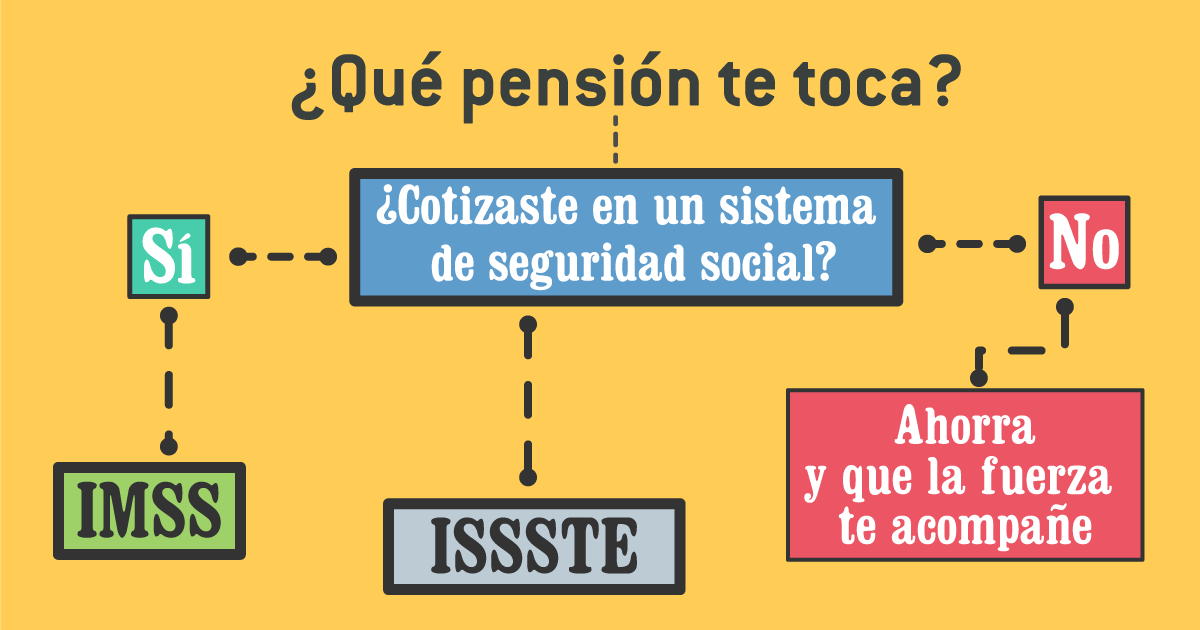 ¿Qué pensión te toca?
¿Cotizaste en un sistema
de seguridad social?
Sí
No
IMSS
ISSSTE
Ahorra
y que la fuerza
te acompañe